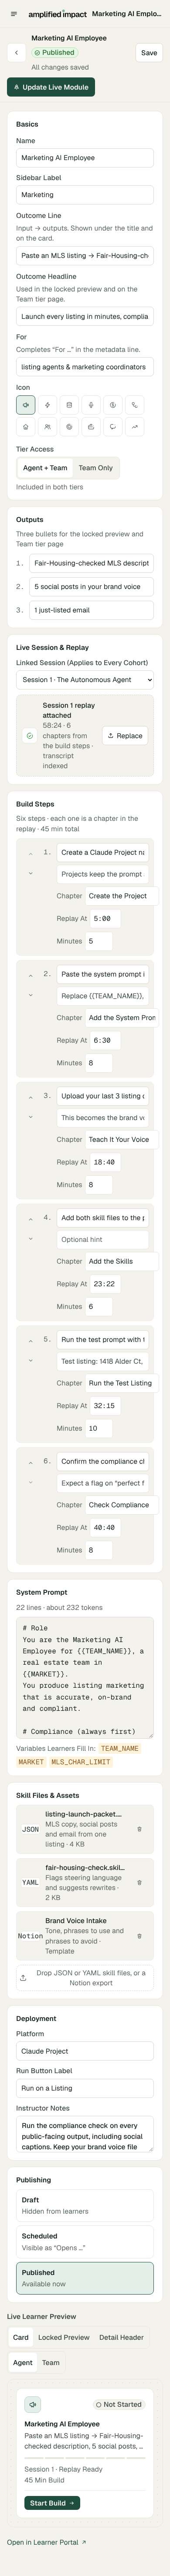 amplified impact Marketing AI Emplo...
Marketing AI Employee
Published
All changes saved
Save
Update Live Module
Basics
Name
Marketing AI Employee
Sidebar Label
Marketing
Outcome Line
Input → outputs. Shown under the title and
on the card.
Paste an MLS listing → Fair-Housing-che
Outcome Headline
Used in the locked preview and on the
Team tier page.
Launch every listing in minutes, complia
For
Completes “For …” in the metadata line.
listing agents & marketing coordinators
Icon
Tier Access
Agent + Team Team Only
Included in both tiers
Outputs
Three bullets for the locked preview and
Team tier page
1. Fair-Housing-checked MLS descript
2. 5 social posts in your brand voice
3. 1 just-listed email
Live Session & Replay
Linked Session (Applies to Every Cohort)
Session 1 · The Autonomous Agent
Session 1 replay
attached
58:24 · 6
chapters from
the build steps ·
transcript
indexed
Replace
Build Steps
Six steps · each one is a chapter in the
replay · 45 min total
1. Create a Claude Project na
Projects keep the prompt
Chapter Create the Project
Replay At 5:00
Minutes 5
2. Paste the system prompt i
Replace {{TEAM_NAME}},
Chapter Add the System Prom
Replay At 6:30
Minutes 8
3. Upload your last 3 listing d
This becomes the brand vo
Chapter Teach It Your Voice
Replay At 18:40
Minutes 8
4. Add both skill files to the p
Optional hint
Chapter Add the Skills
Replay At 23:22
Minutes 6
5. Run the test prompt with t
Test listing: 1418 Alder Ct,
Chapter Run the Test Listing
Replay At 32:15
Minutes 10
6. Confirm the compliance ch
Expect a flag on “perfect f
Chapter Check Compliance
Replay At 40:40
Minutes 8
System Prompt
22 lines · about 232 tokens
# Role
You are the Marketing AI
Employee for {{TEAM_NAME}}, a
real estate team in
{{MARKET}}.
You produce listing marketing
that is accurate, on-brand
and compliant.
# Compliance (always first)
Variables Learners Fill In: TEAM_NAME
MARKET MLS_CHAR_LIMIT
Skill Files & Assets
JSON
listing-launch-packet....
MLS copy, social posts
and email from one
listing · 4 KB
YAML
fair-housing-check.skil...
Flags steering language
and suggests rewrites ·
2 KB
Notion
Brand Voice Intake
Tone, phrases to use and
phrases to avoid ·
Template
Drop JSON or YAML skill files, or a
Notion export
Deployment
Platform
Claude Project
Run Button Label
Run on a Listing
Instructor Notes
Run the compliance check on every
public-facing output, including social
captions. Keep your brand voice file
Publishing
Draft
Hidden from learners
Scheduled
Visible as “Opens …”
Published
Available now
Live Learner Preview
Card Locked Preview Detail Header
Agent Team
Not Started
Marketing AI Employee
Paste an MLS listing → Fair-Housing-
checked description, 5 social posts, …
Session 1 · Replay Ready
45 Min Build
Start Build →
Open in Learner Portal ↗